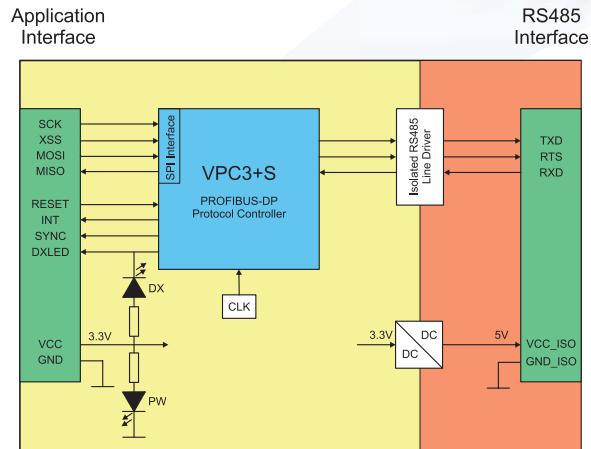 Application
Interface
RS485
Interface
SCK
XSS
MOSI
MISO
RESET
INT
SYNC
DXLED
VCC
GND
SPI Interface
VPC3+S
PROFIBUS-DP
Protocol Controller
CLK
DX
3.3V
PW
Isolated RS485
Line Driver
3.3V
DC
DC
5V
TXD
RTS
RXD
VCC_ISO
GND_ISO